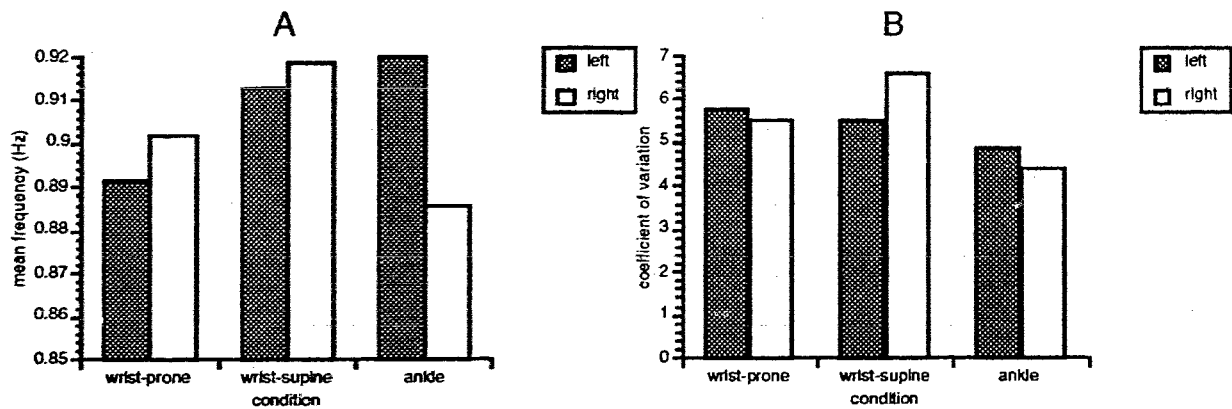 A
0.92
0.91
0.9
0.89
0.88
0.87
0.86
0.85
mean frequency (Hz)
wrist-prone wrist-supine ankle
condition
left
right
B
7
6
5
4
3
2
1
0
coefficient of variation
wrist-prone wrist-supine ankle
condition
left
right